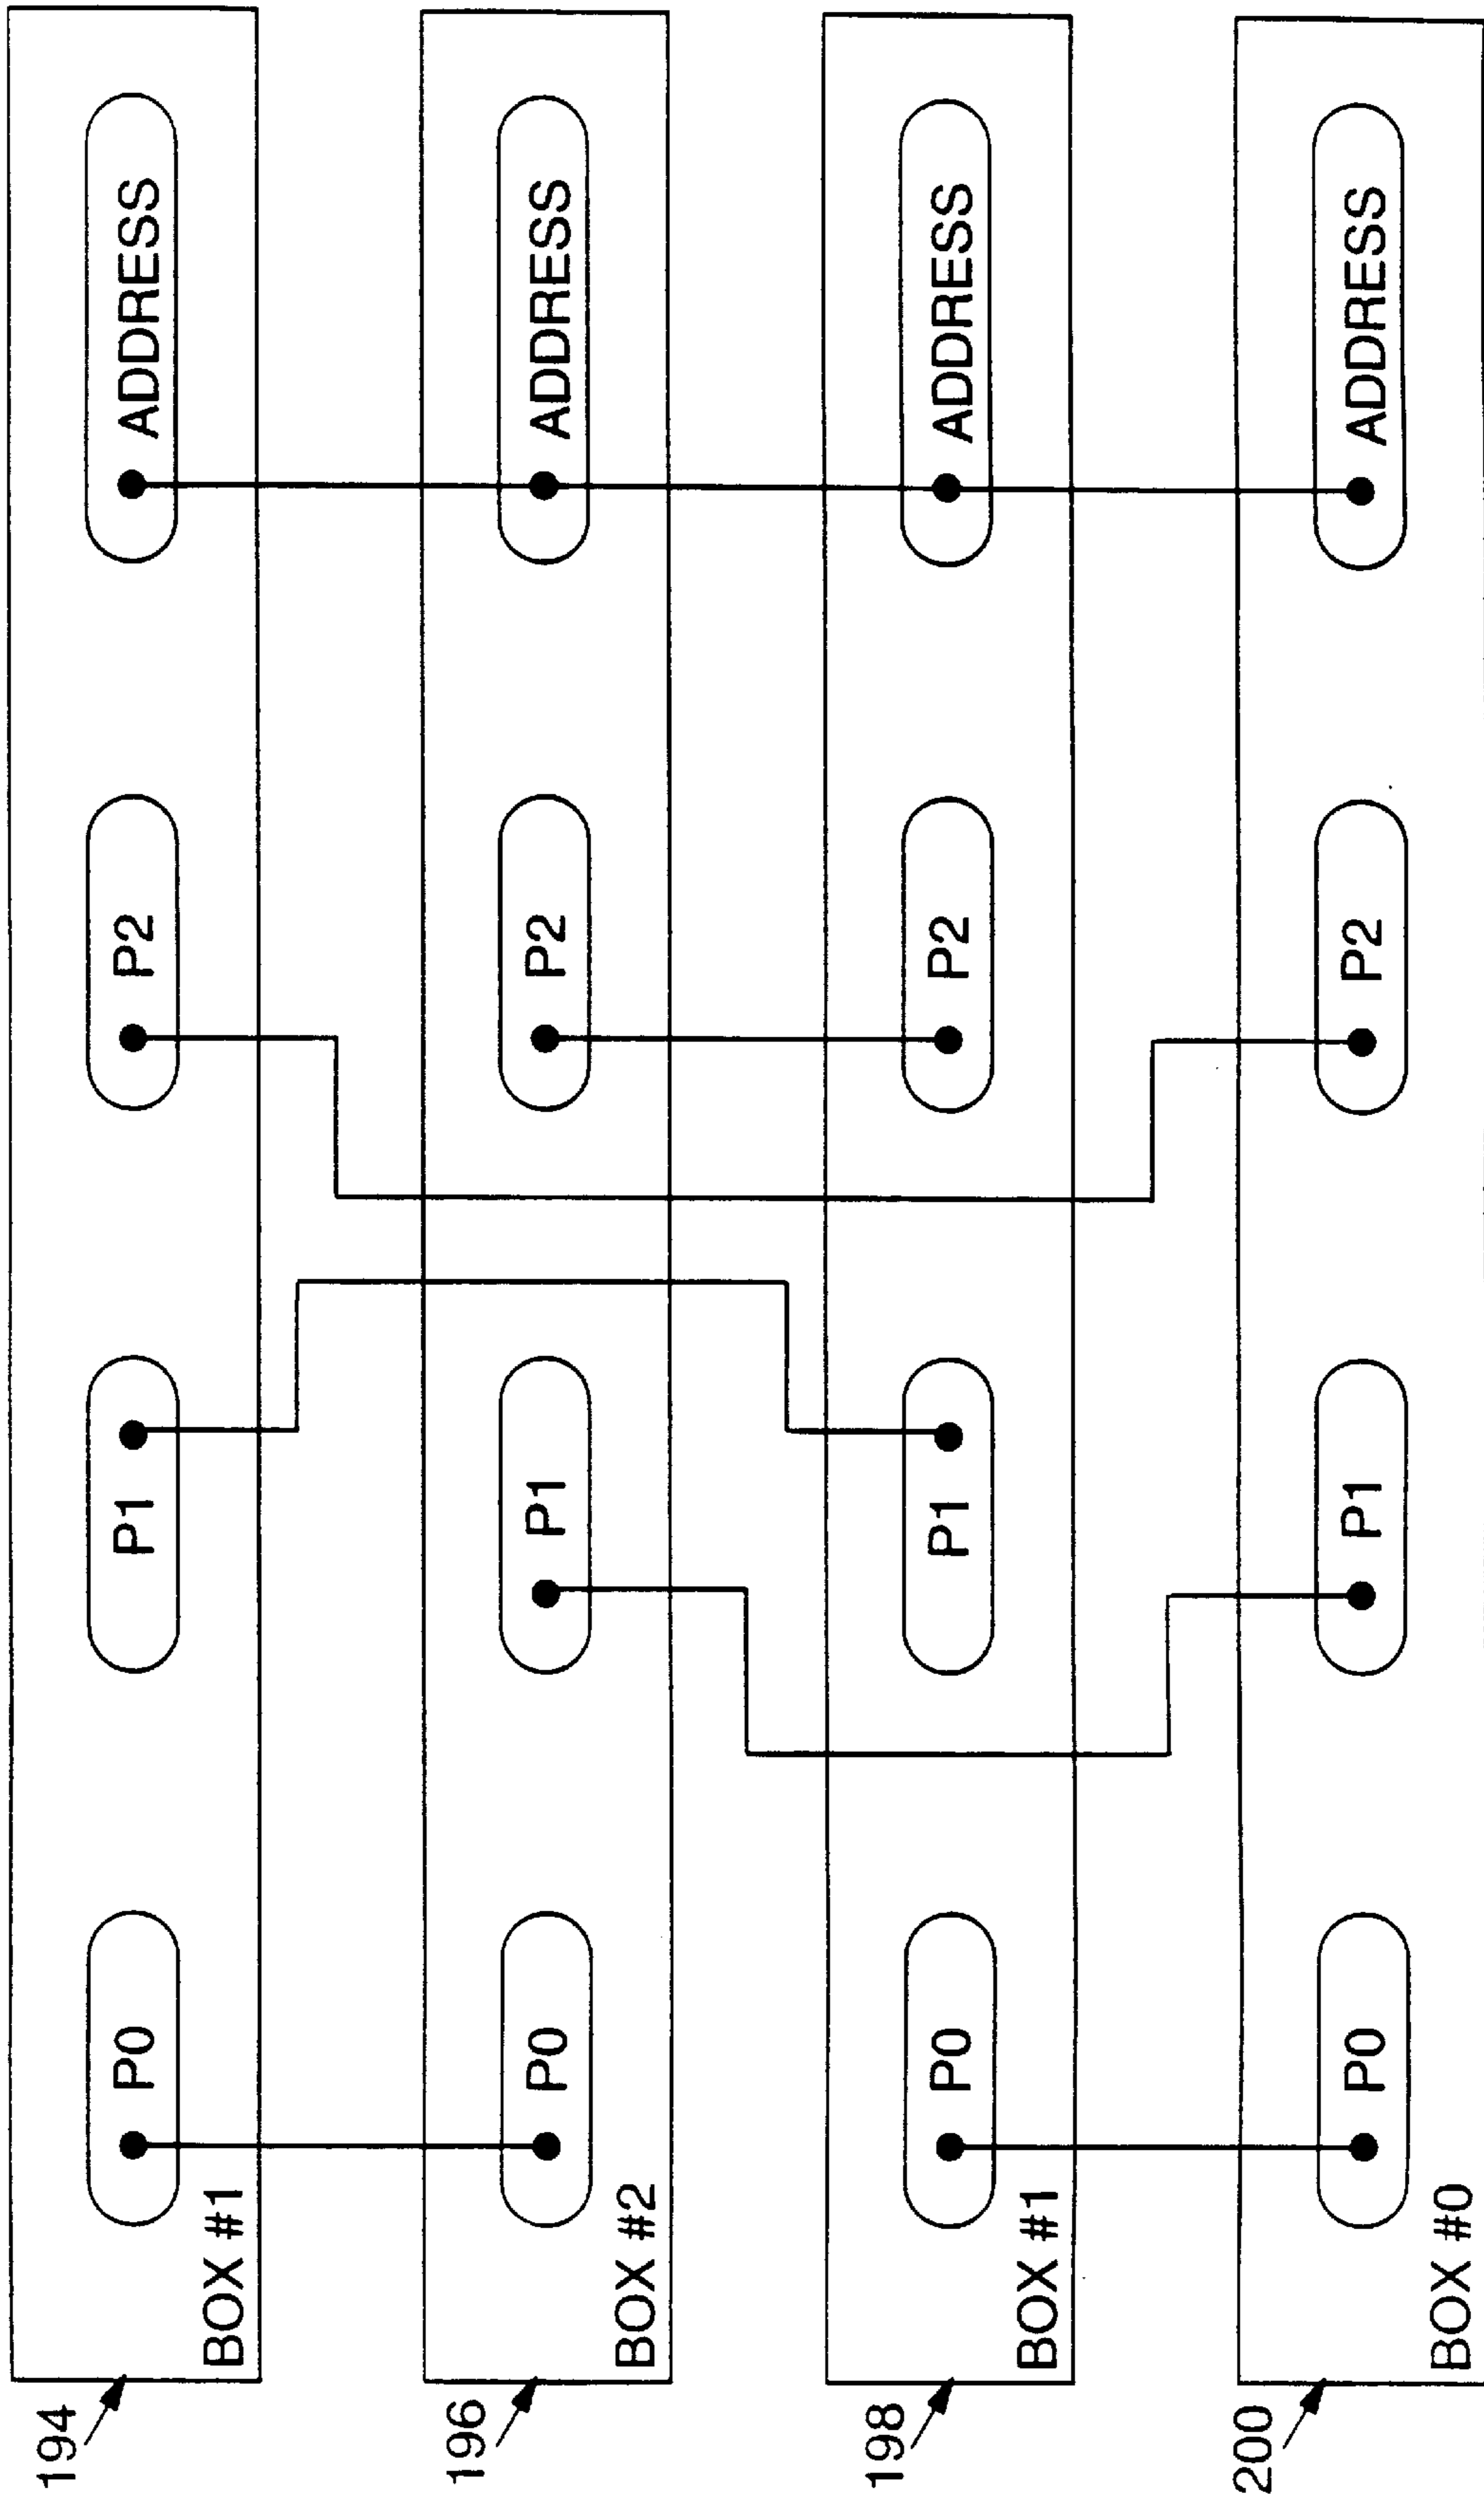 194
BOX #1
P0
P1
P2
ADDRESS
196
BOX #2
P0
P1
P2
ADDRESS
198
BOX #1
P0
P1
P2
ADDRESS
200
BOX #0
P0
P1
P2
ADDRESS